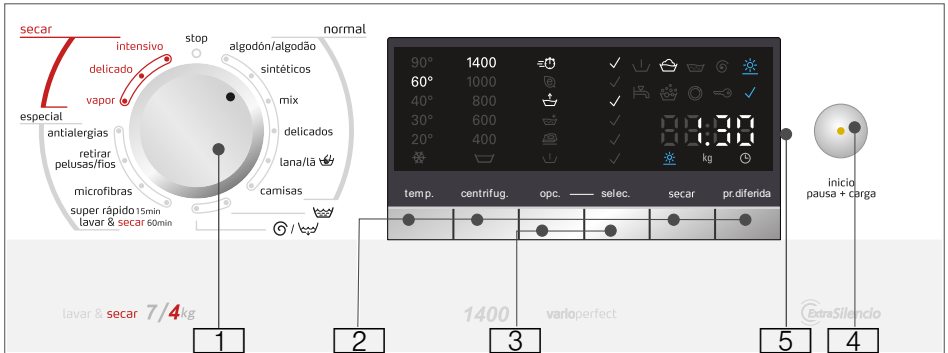 secar
normal
stop
intensivo
algodón/algodão
delicado
sintéticos
vapor
mix
especial
antialergias
delicados
retirar
pelusas/fios
lana/lã
microfibras
camisas
super rápido 15min
lavar & secar 60min
/
90° 1400
60° 1000
40° 800
30° 600
20° 400
1.30
kg
temp. centrifug. opc. selec. secar pr.diferida
inicio
pausa + carga
lavar & secar 7/4kg
1400 varioperfect
ExtraSilencio
1 2 3 5 4